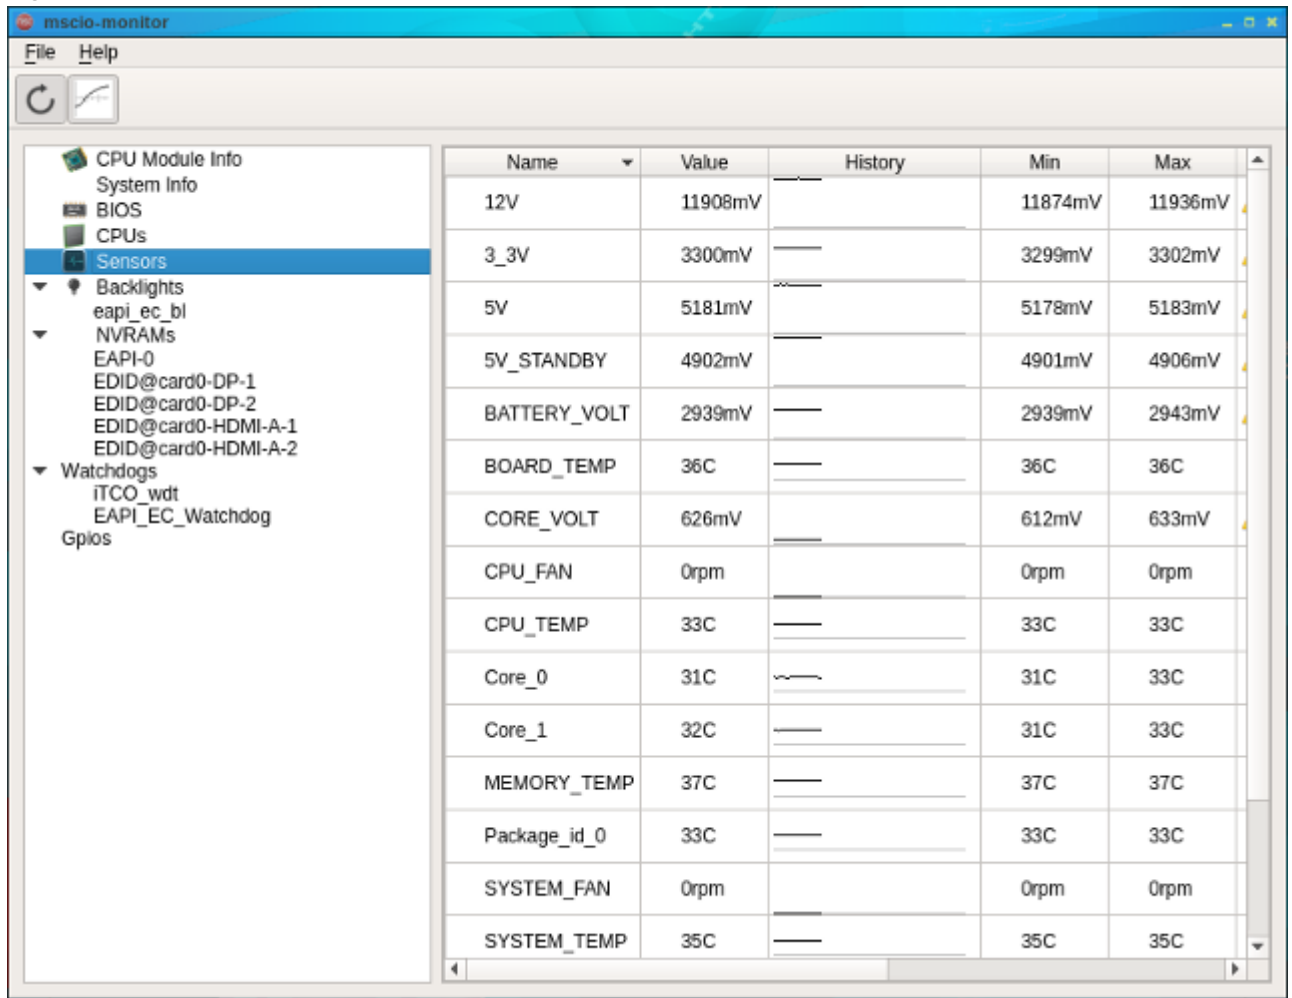 mscio-monitor
File Help
CPU Module Info
System Info
BIOS
CPUs
Sensors
Backlights
eapi_ec_bl
NVRAMs
EAPI-0
EDID@card0-DP-1
EDID@card0-DP-2
EDID@card0-HDMI-A-1
EDID@card0-HDMI-A-2
Watchdogs
iTCO_wdt
EAPI_EC_Watchdog
Gpios
Name Value History Min Max
12V 11908mV 11874mV 11936mV
3_3V 3300mV 3299mV 3302mV
5V 5181mV 5178mV 5183mV
5V_STANDBY 4902mV 4901mV 4906mV
BATTERY_VOLT 2939mV 2939mV 2943mV
BOARD_TEMP 36C 36C 36C
CORE_VOLT 626mV 612mV 633mV
CPU_FAN 0rpm 0rpm 0rpm
CPU_TEMP 33C 33C 33C
Core_0 31C 31C 33C
Core_1 32C 31C 33C
MEMORY_TEMP 37C 37C 37C
Package_id_0 33C 33C 33C
SYSTEM_FAN 0rpm 0rpm 0rpm
SYSTEM_TEMP 35C 35C 35C